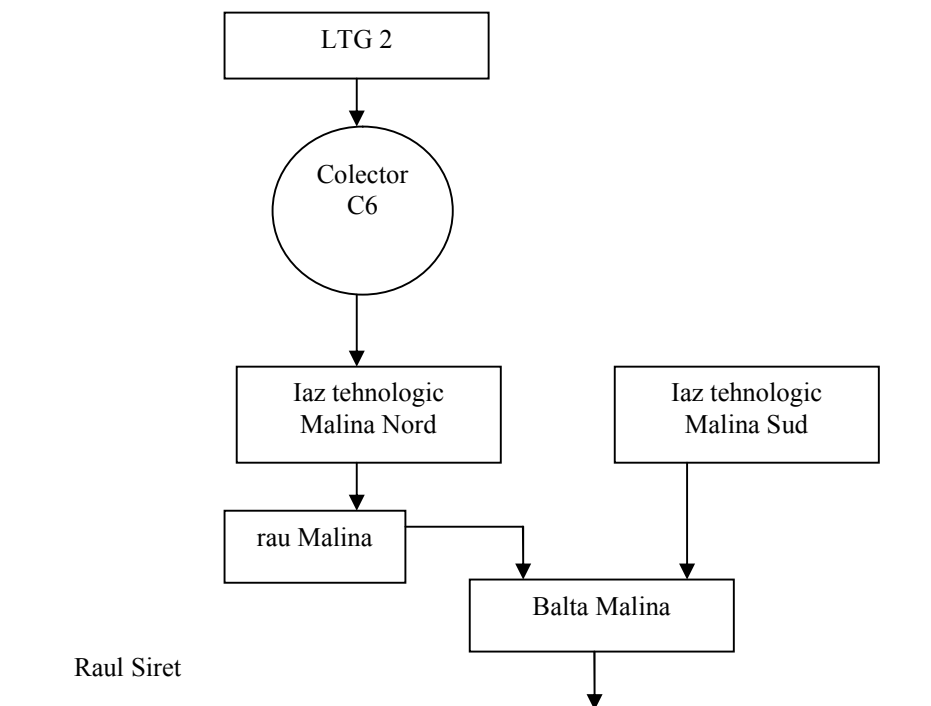 LTG 2
Colector
C6
Iaz tehnologic
Malina Nord
Iaz tehnologic
Malina Sud
rau Malina
Balta Malina
Raul Siret